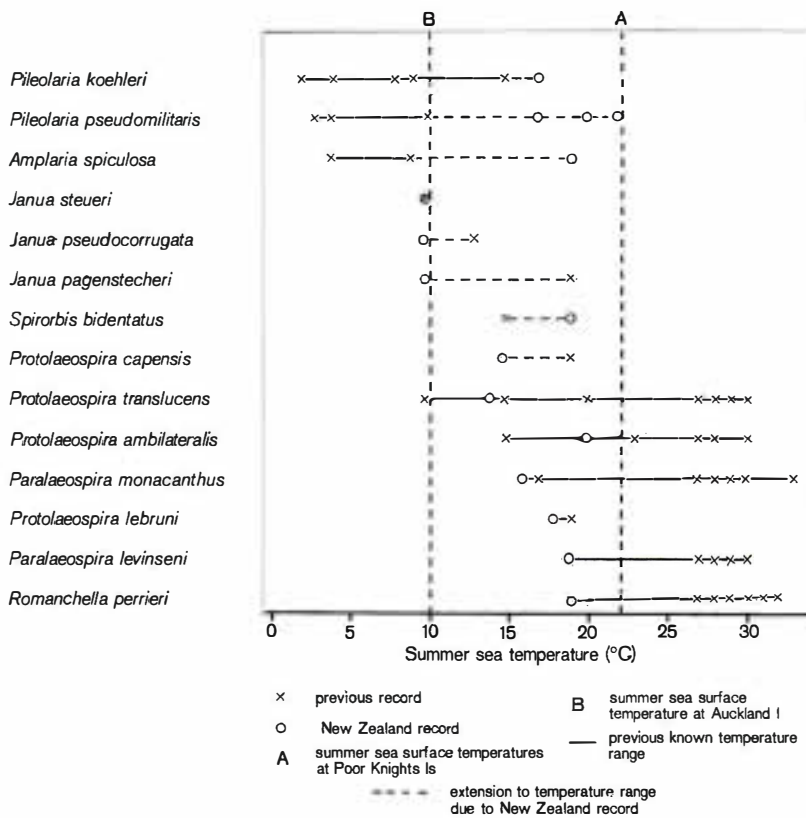 B A
Pileolaria koehleri
Pileolaria pseudomilitaris
Amplaria spiculosa
Janua steueri
Janua pseudocorrugata
Janua pagenstecheri
Spirorbis bidentatus
Protolaeospira capensis
Protolaeospira translucens
Protolaeospira ambilateralis
Paralaeospira monacanthus
Protolaeospira lebruni
Paralaeospira levinseni
Romanchella perrieri
0 5 10 15 20 25 30
Summer sea temperature (°C)
× previous record
O New Zealand record
A summer sea surface temperatures
at Poor Knights Is
B summer sea surface
temperature at Auckland I
previous known temperature
range
extension to temperature range
due to New Zealand record